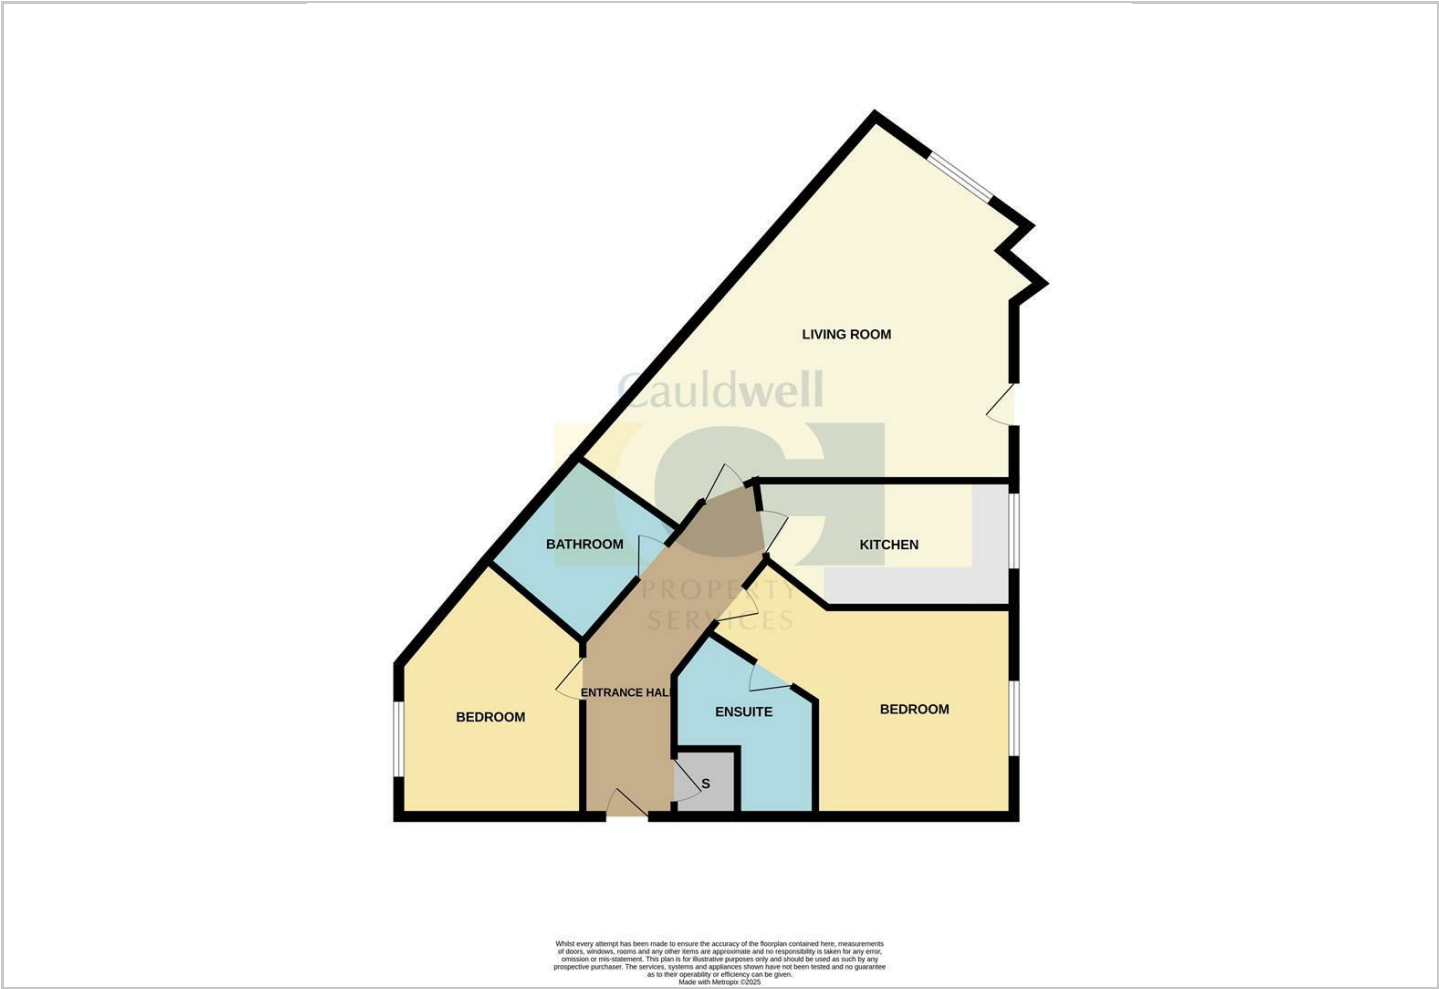 LIVING ROOM
Cauldwell
BATHROOM
KITCHEN
PROPERTY
SERVICES
ENTRANCE HALL
BEDROOM
ENSUITE
BEDROOM
S
Whilst every attempt has been made to ensure the accuracy of the floorplan contained here, measurements
of doors, windows, rooms and any other items are approximate and no responsibility is taken for any error,
omission or mis-statement. This plan is for illustrative purposes only and should be used as such by any
prospective purchaser. The services, systems and appliances shown have not been tested and no guarantee
as to their operability or efficiency can be given.
Made with Metropix ©2025